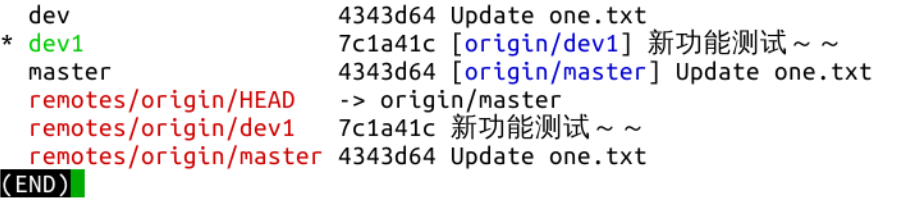 dev 4343d64 Update one.txt
* dev1 7c1a41c [origin/dev1] 新功能测试～～
master 4343d64 [origin/master] Update one.txt
remotes/origin/HEAD -> origin/master
remotes/origin/dev1 7c1a41c 新功能测试～～
remotes/origin/master 4343d64 Update one.txt
(END)